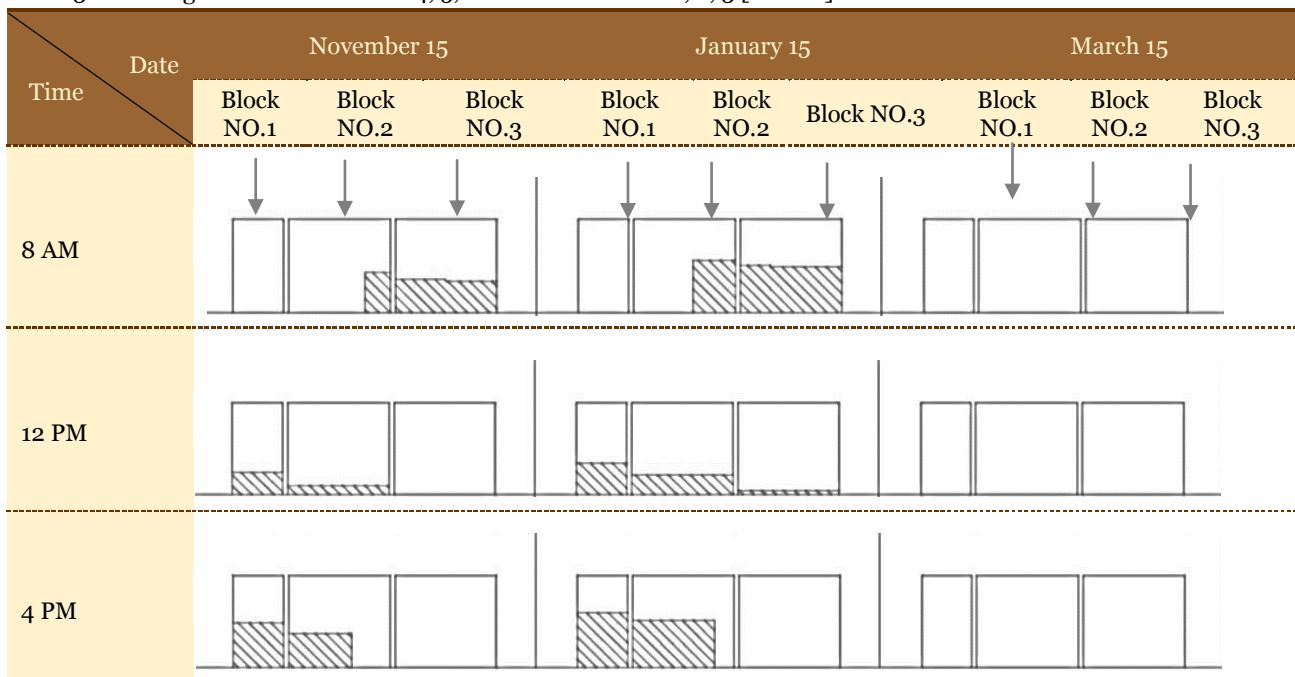 Date
November 15
January 15
March 15
Time
Block NO.1
Block NO.2
Block NO.3
Block NO.1
Block NO.2
Block NO.3
Block NO.1
Block NO.2
Block NO.3
8 AM
12 PM
4 PM